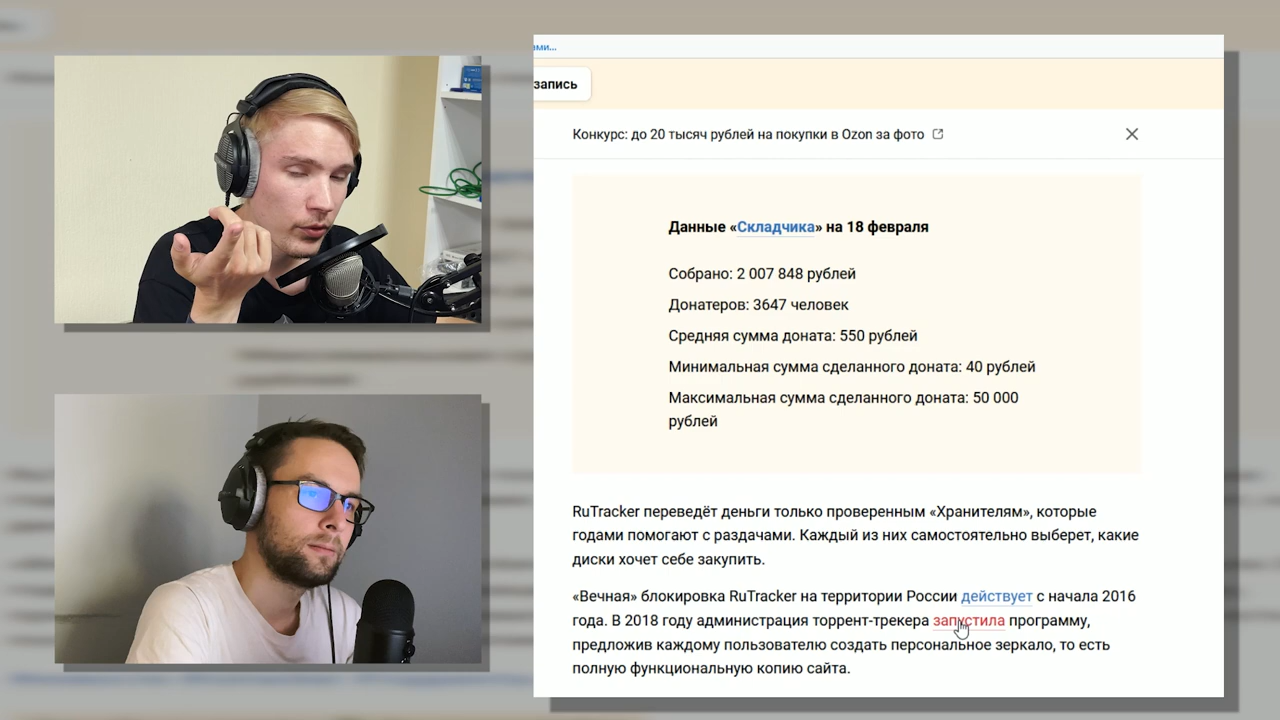 ями...
запись
Конкурс: до 20 тысяч рублей на покупки в Ozon за фото
Данные «Складчика» на 18 февраля
Собрано: 2 007 848 рублей
Донатеров: 3647 человек
Средняя сумма доната: 550 рублей
Минимальная сумма сделанного доната: 40 рублей
Максимальная сумма сделанного доната: 50 000
рублей
RuTracker переведёт деньги только проверенным «Хранителям», которые
годами помогают с раздачами. Каждый из них самостоятельно выберет, какие
диски хочет себе закупить.
«Вечная» блокировка RuTracker на территории России действует с начала 2016
года. В 2018 году администрация торрент-трекера запустила программу,
предложив каждому пользователю создать персональное зеркало, то есть
полную функциональную копию сайта.